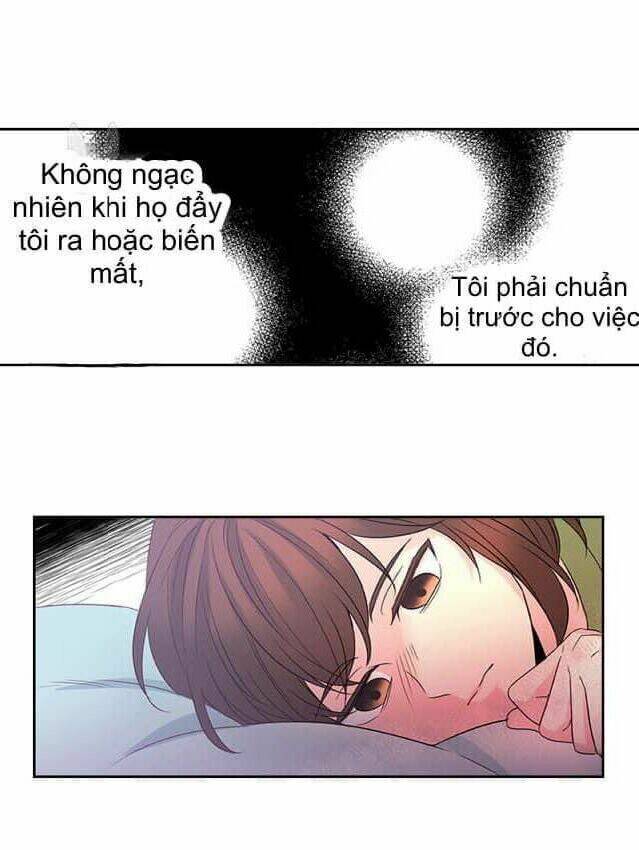 Không ngạc
nhiên khi họ đẩy
tôi ra hoặc biến
mất,
Tôi phải chuẩn
bị trước cho việc
đó.